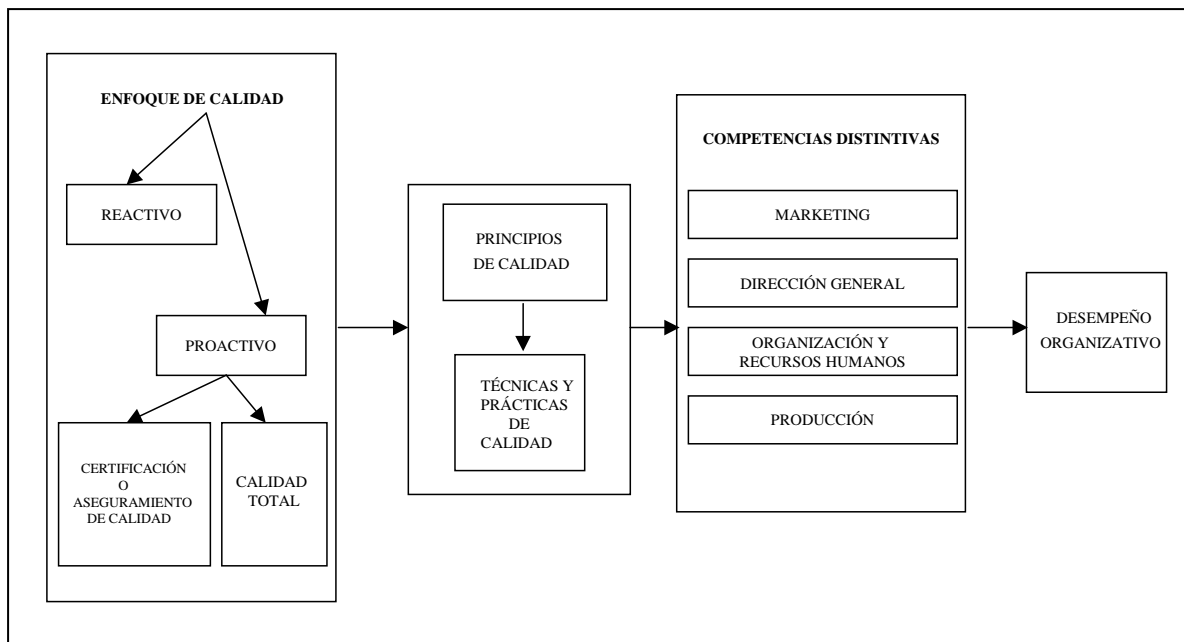 ENFOQUE DE CALIDAD
REACTIVO
PROACTIVO
CERTIFICACIÓN
O
ASEGURAMIENTO
DE CALIDAD
CALIDAD
TOTAL
PRINCIPIOS
DE CALIDAD
TÉCNICAS Y
PRÁCTICAS
DE
CALIDAD
COMPETENCIAS DISTINTIVAS
MARKETING
DIRECCIÓN GENERAL
ORGANIZACIÓN Y
RECURSOS HUMANOS
PRODUCCIÓN
DESEMPEÑO
ORGANIZATIVO